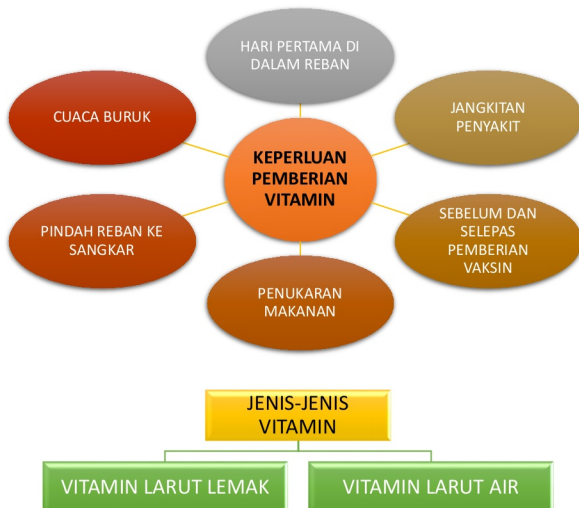 HARI PERTAMA DI
DALAM REBAN
CUACA BURUK
JANGKITAN
PENYAKIT
KEPERLUAN
PEMBERIAN
VITAMIN
PINDAH REBAN KE
SANGKAR
SEBELUM DAN
SELEPAS
PEMBERIAN
VAKSIN
PENUKARAN
MAKANAN
JENIS-JENIS
VITAMIN
VITAMIN LARUT LEMAK
VITAMIN LARUT AIR